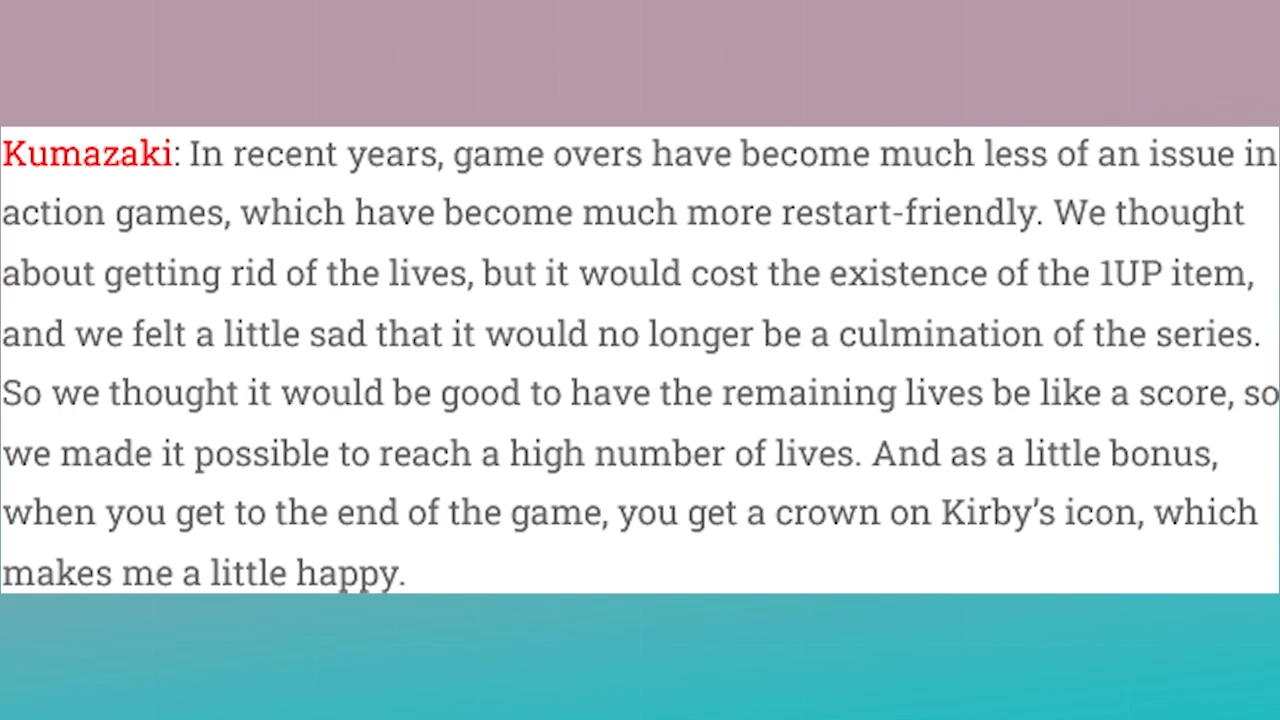 Kumazaki: In recent years, game overs have become much less of an issue in
action games, which have become much more restart-friendly. We thought
about getting rid of the lives, but it would cost the existence of the 1UP item,
and we felt a little sad that it would no longer be a culmination of the series.
So we thought it would be good to have the remaining lives be like a score, so
we made it possible to reach a high number of lives. And as a little bonus,
when you get to the end of the game, you get a crown on Kirby’s icon, which
makes me a little happy.